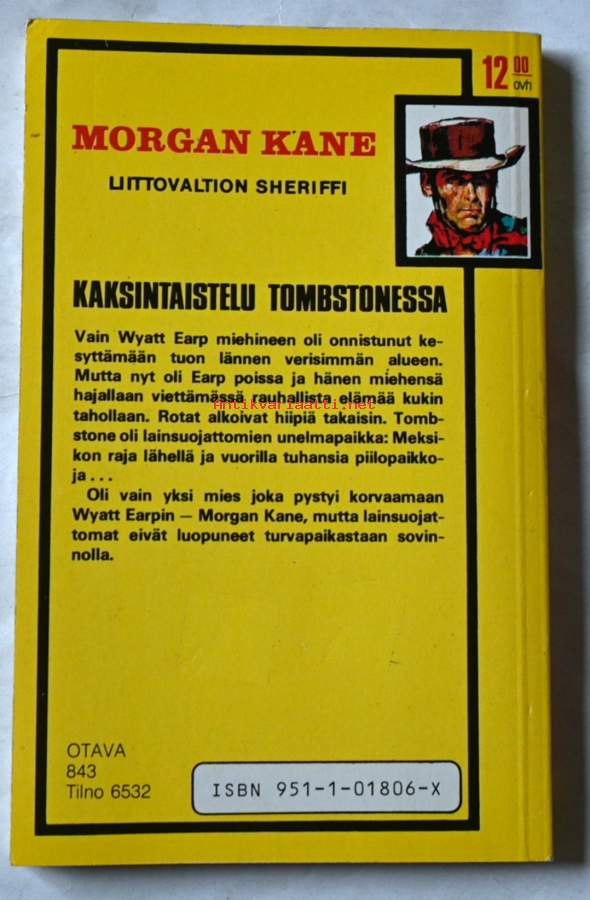 12 00
ovh
MORGAN KANE
LIITTOVALTION SHERIFFI
KAKSINTAISTELU TOMBSTONESSA
Vain Wyatt Earp miehineen oli onnistunut ke-
syttämään tuon lännen verisimmän alueen.
Mutta nyt oli Earp poissa ja hänen miehensä
hajallaan viettämässä rauhallista elämää kukin
tahollaan. Rotat alkoivat hiipiä takaisin. Tomb-
stone oli lainsuojattomien unelmapaikka: Meksi-
kon raja lähellä ja vuorilla tuhansia piilopaikko-
ja...
Oli vain yksi mies joka pystyi korvaamaan
Wyatt Earpin — Morgan Kane, mutta lainsuojat-
tomat eivät luopuneet turvapaikastaan sovin-
nolla.
Antikvariaatti.net
OTAVA
843
Tilno 6532
ISBN 951-1-01806-X